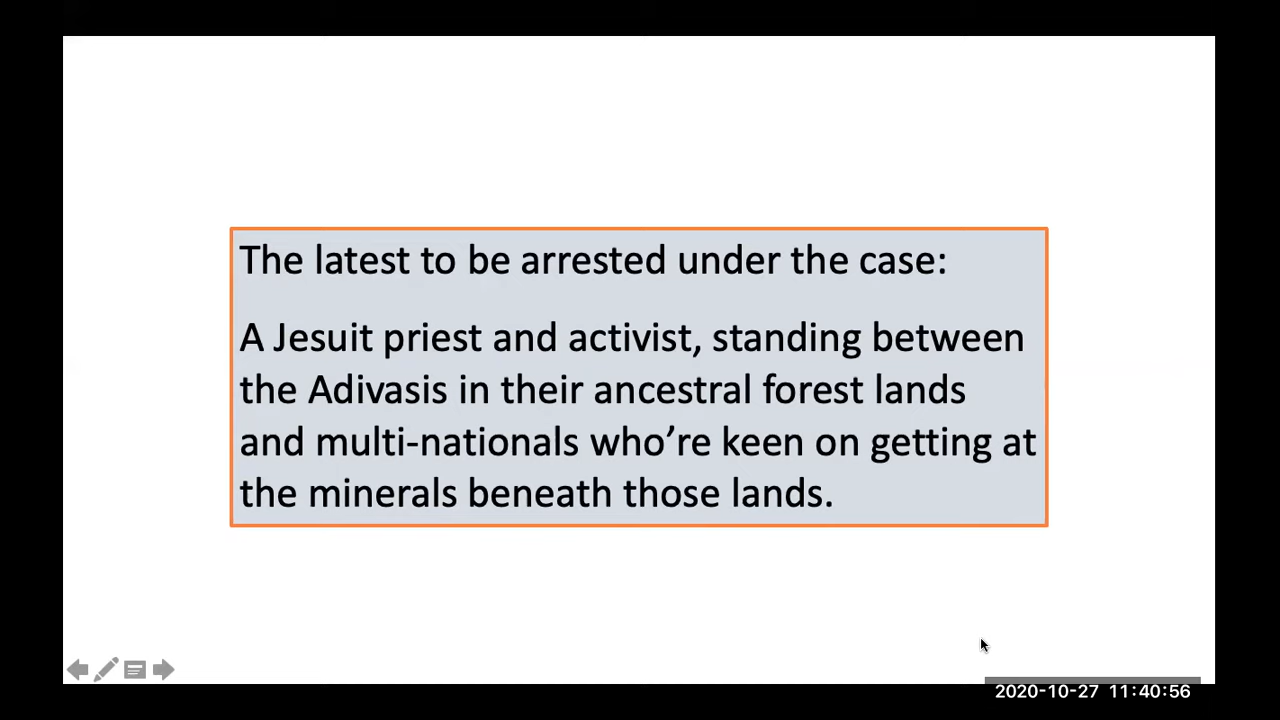 The latest to be arrested under the case:
A Jesuit priest and activist, standing between
the Adivasis in their ancestral forest lands
and multi-nationals who’re keen on getting at
the minerals beneath those lands.
2020-10-27 11:40:56